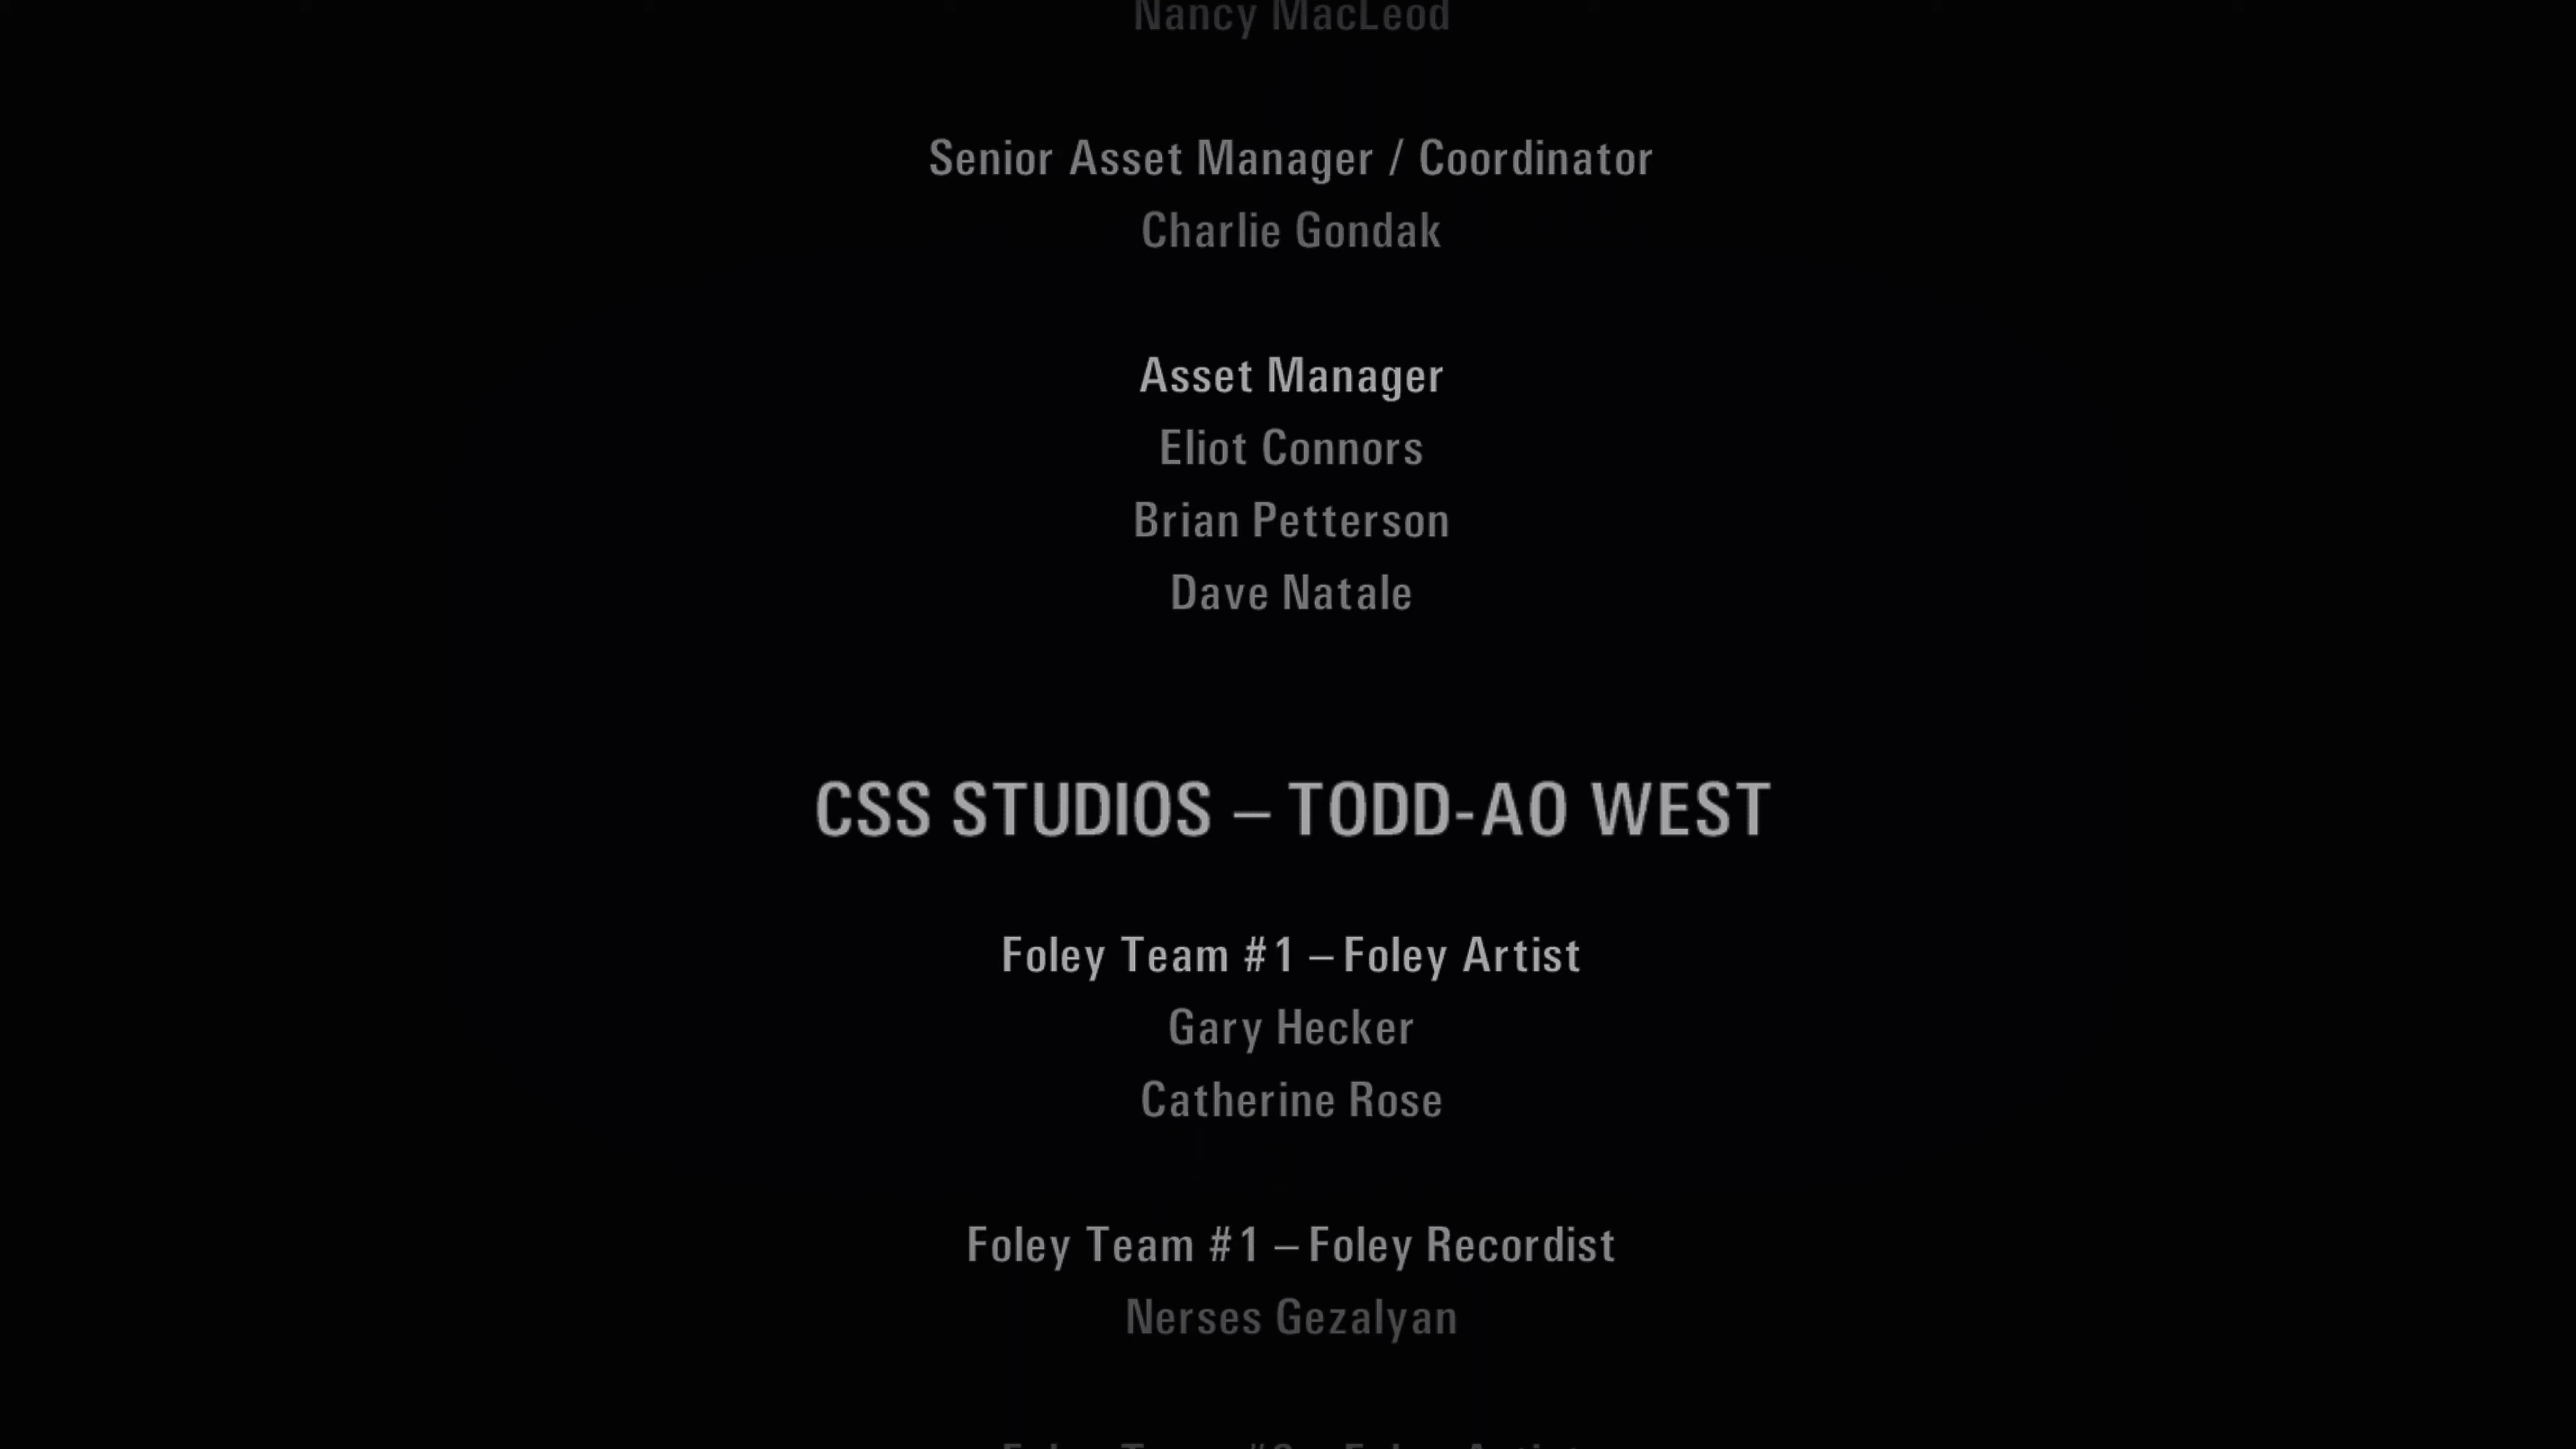 Nancy MacLeod
Senior Asset Manager / Coordinator
Charlie Gondak
Asset Manager
Eliot Connors
Brian Petterson
Dave Natale
CSS STUDIOS – TODD-AO WEST
Foley Team #1 – Foley Artist
Gary Hecker
Catherine Rose
Foley Team #1 – Foley Recordist
Nerses Gezalyan